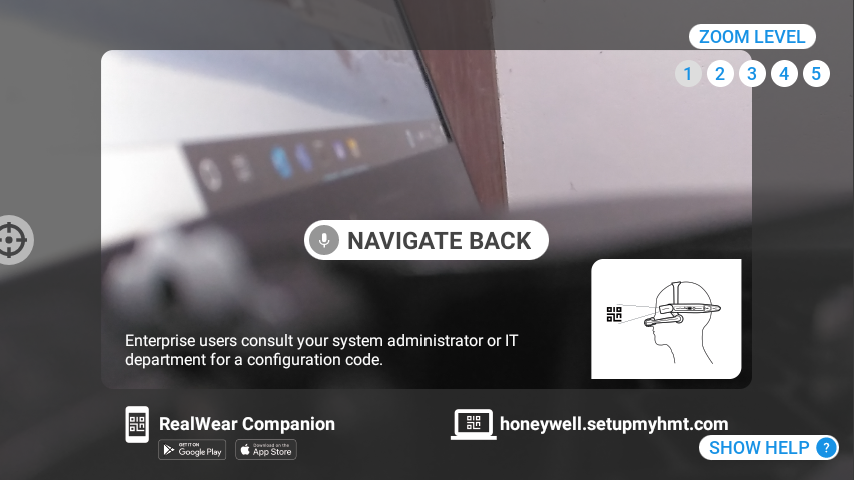 ZOOM LEVEL
1 2 3 4 5
NAVIGATE BACK
Enterprise users consult your system administrator or IT
department for a configuration code.
RealWear Companion
GET IT ON
Google Play
Download on the
App Store
honeywell.setupmyhmt.com
SHOW HELP ?